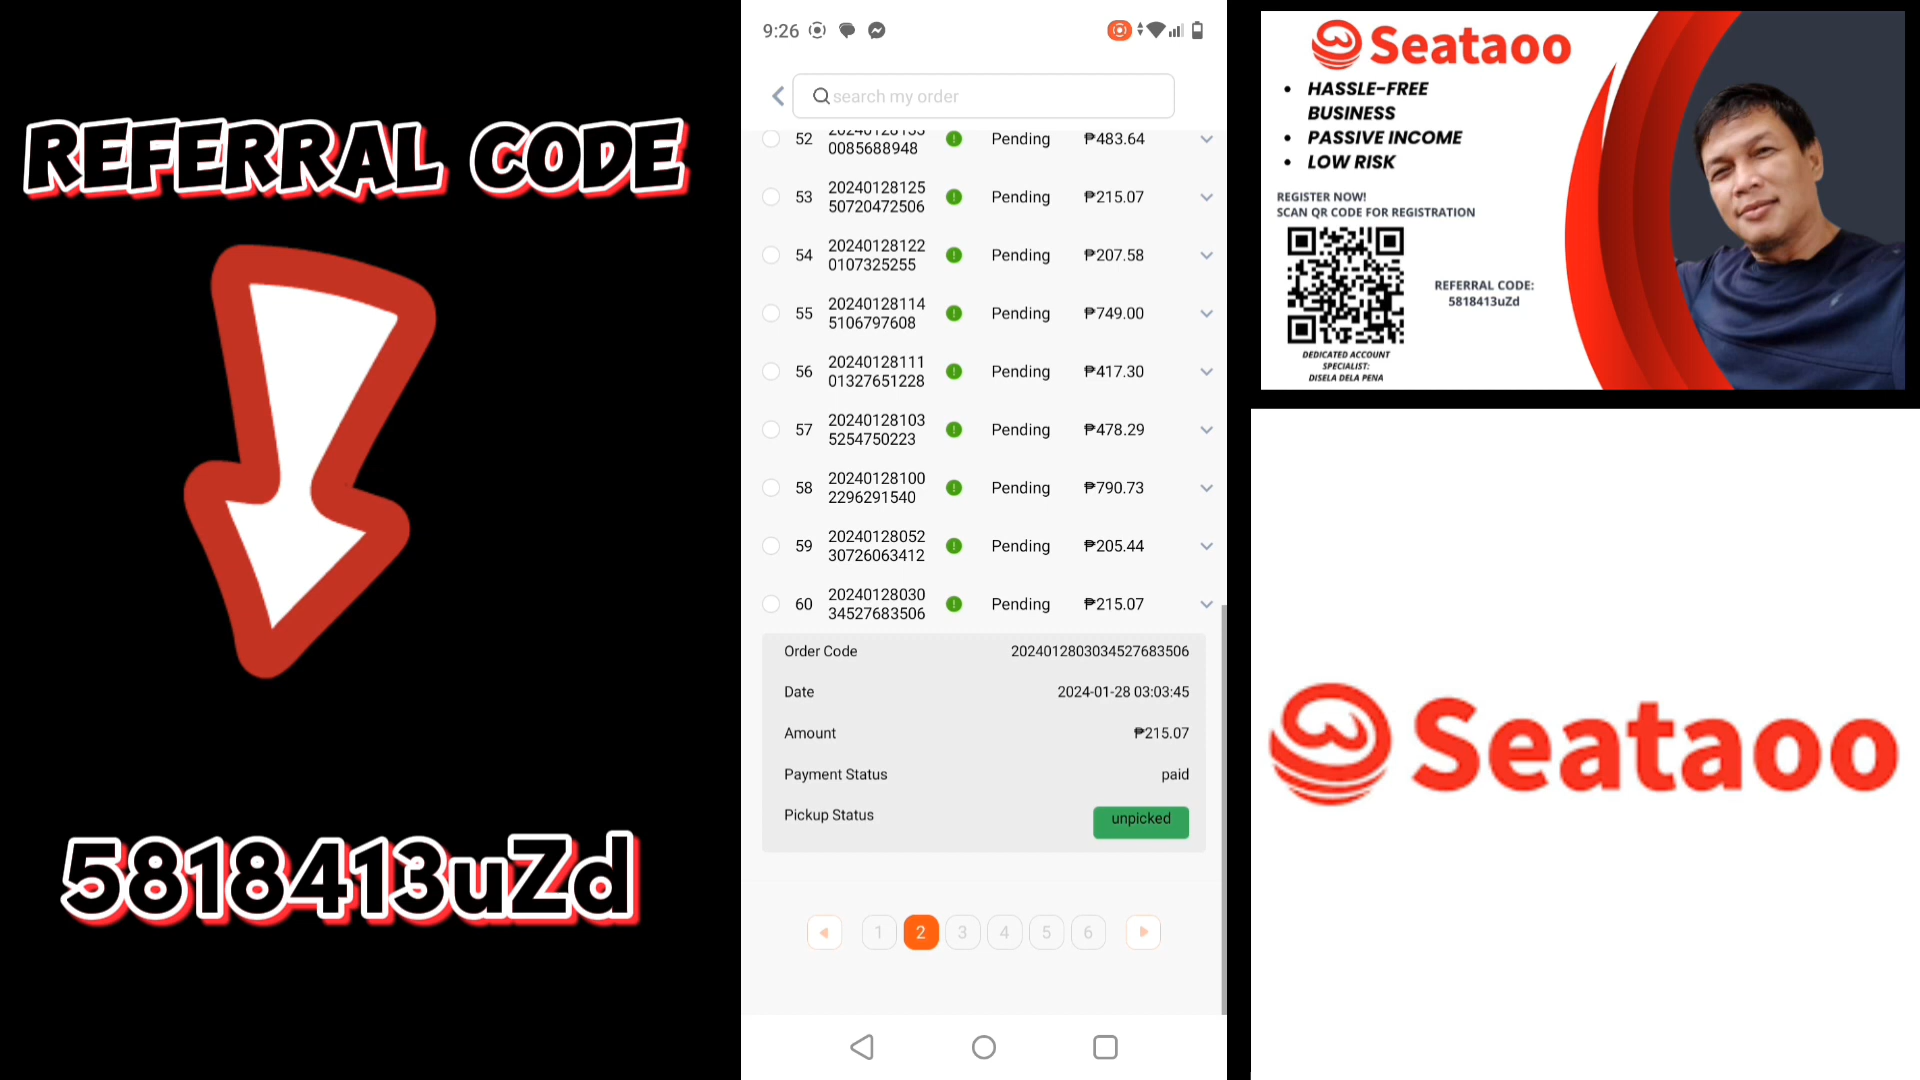 REFERRAL CODE
5818413uZd
9:26
search my order
52
0085688948
Pending
₱483.64
53
20240128125
50720472506
Pending
₱215.07
54
20240128122
0107325255
Pending
₱207.58
55
20240128114
5106797608
Pending
₱749.00
56
20240128111
01327651228
Pending
₱417.30
57
20240128103
5254750223
Pending
₱478.29
58
20240128100
2296291540
Pending
₱790.73
59
20240128052
30726063412
Pending
₱205.44
60
20240128030
34527683506
Pending
₱215.07
Order Code
2024012803034527683506
Date
2024-01-28 03:03:45
Amount
₱215.07
Payment Status
paid
Pickup Status
unpicked
1 2 3 4 5 6
Seataoo
• HASSLE-FREE
BUSINESS
• PASSIVE INCOME
• LOW RISK
REGISTER NOW!
SCAN QR CODE FOR REGISTRATION
REFERRAL CODE:
5818413uZd
DEDICATED ACCOUNT
SPECIALIST:
DISELA DELA PENA
Seataoo